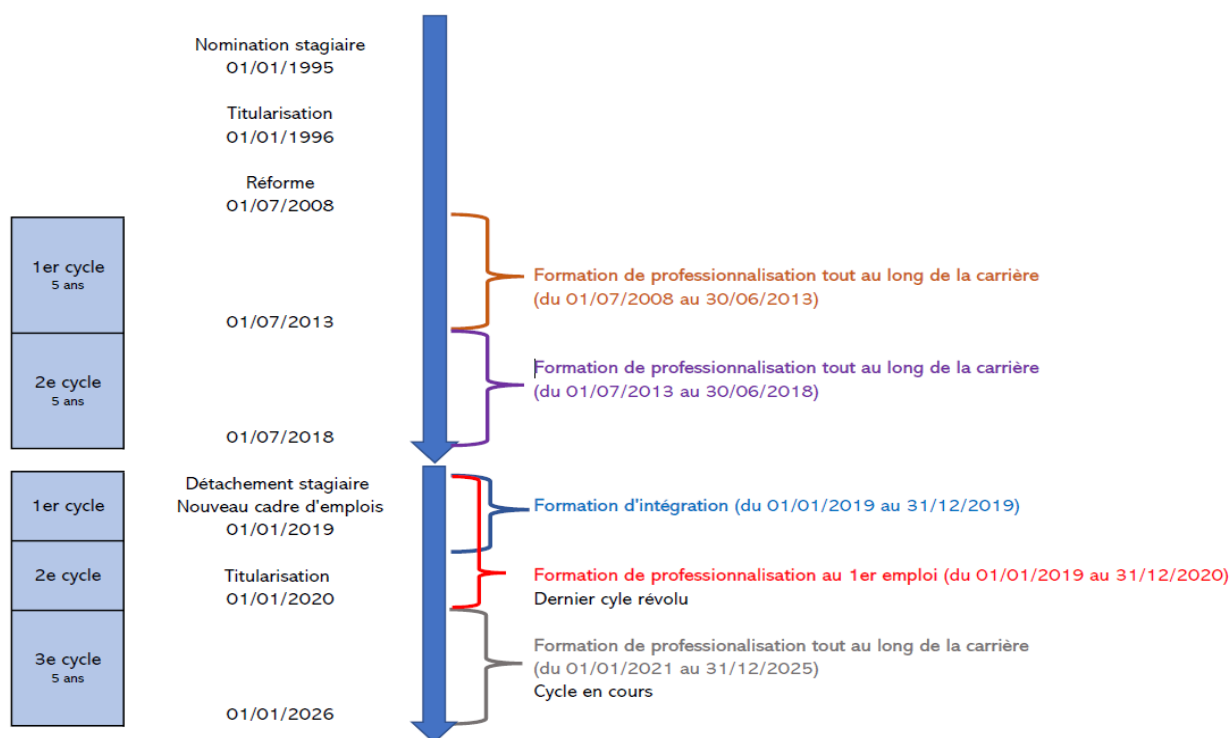 Nomination stagiaire
01/01/1995
Titularisation
01/01/1996
Réforme
01/07/2008
1er cycle
5 ans
Formation de professionnalisation tout au long de la carrière
(du 01/07/2008 au 30/06/2013)
01/07/2013
2e cycle
5 ans
Formation de professionnalisation tout au long de la carrière
(du 01/07/2013 au 30/06/2018)
01/07/2018
1er cycle
Détachement stagiaire
Nouveau cadre d'emplois
01/01/2019
Formation d'intégration (du 01/01/2019 au 31/12/2019)
2e cycle
Titularisation
01/01/2020
Formation de professionnalisation au 1er emploi (du 01/01/2019 au 31/12/2020)
Dernier cyle révolu
3e cycle
5 ans
Formation de professionalisation tout au long de la carrière
(du 01/01/2021 au 31/12/2025)
Cycle en cours
01/01/2026